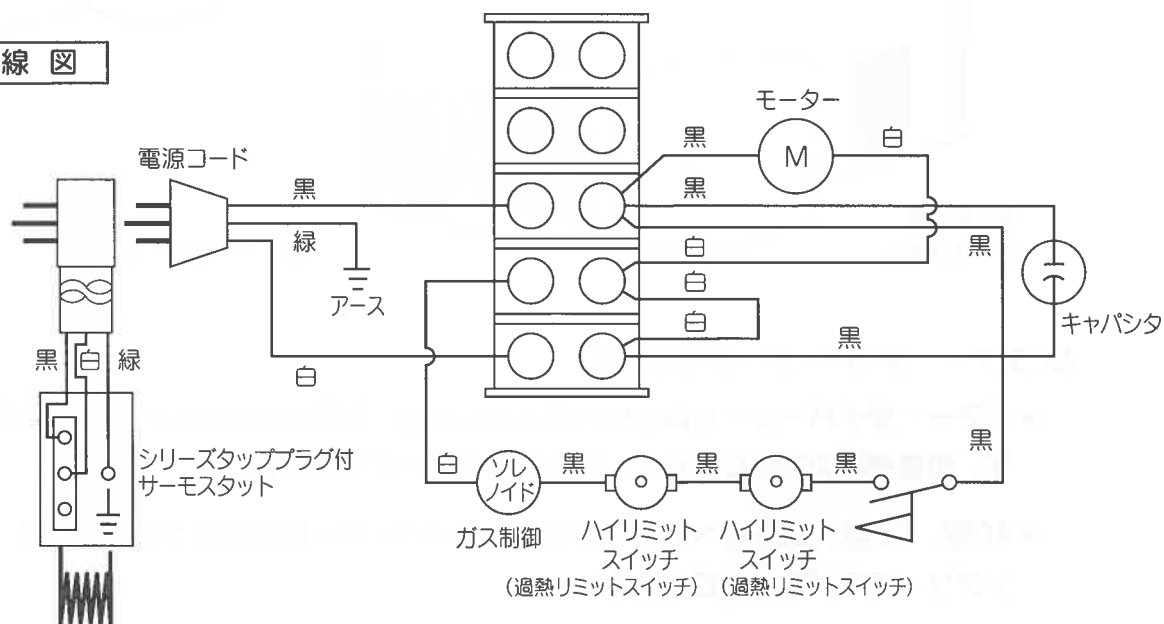 線 図
電源コード
黒
緑
アース
白
黒 白 緑
シリーズタッププラグ付
サーモスタット
モーター
M
黒
白
黒
白
白
白
黒
黒
キャパシタ
黒
白
ソレ
ノイド
黒
黒
黒
ガス制御
ハイリミット
スイッチ
(過熱リミットスイッチ)
ハイリミット
スイッチ
(過熱リミットスイッチ)